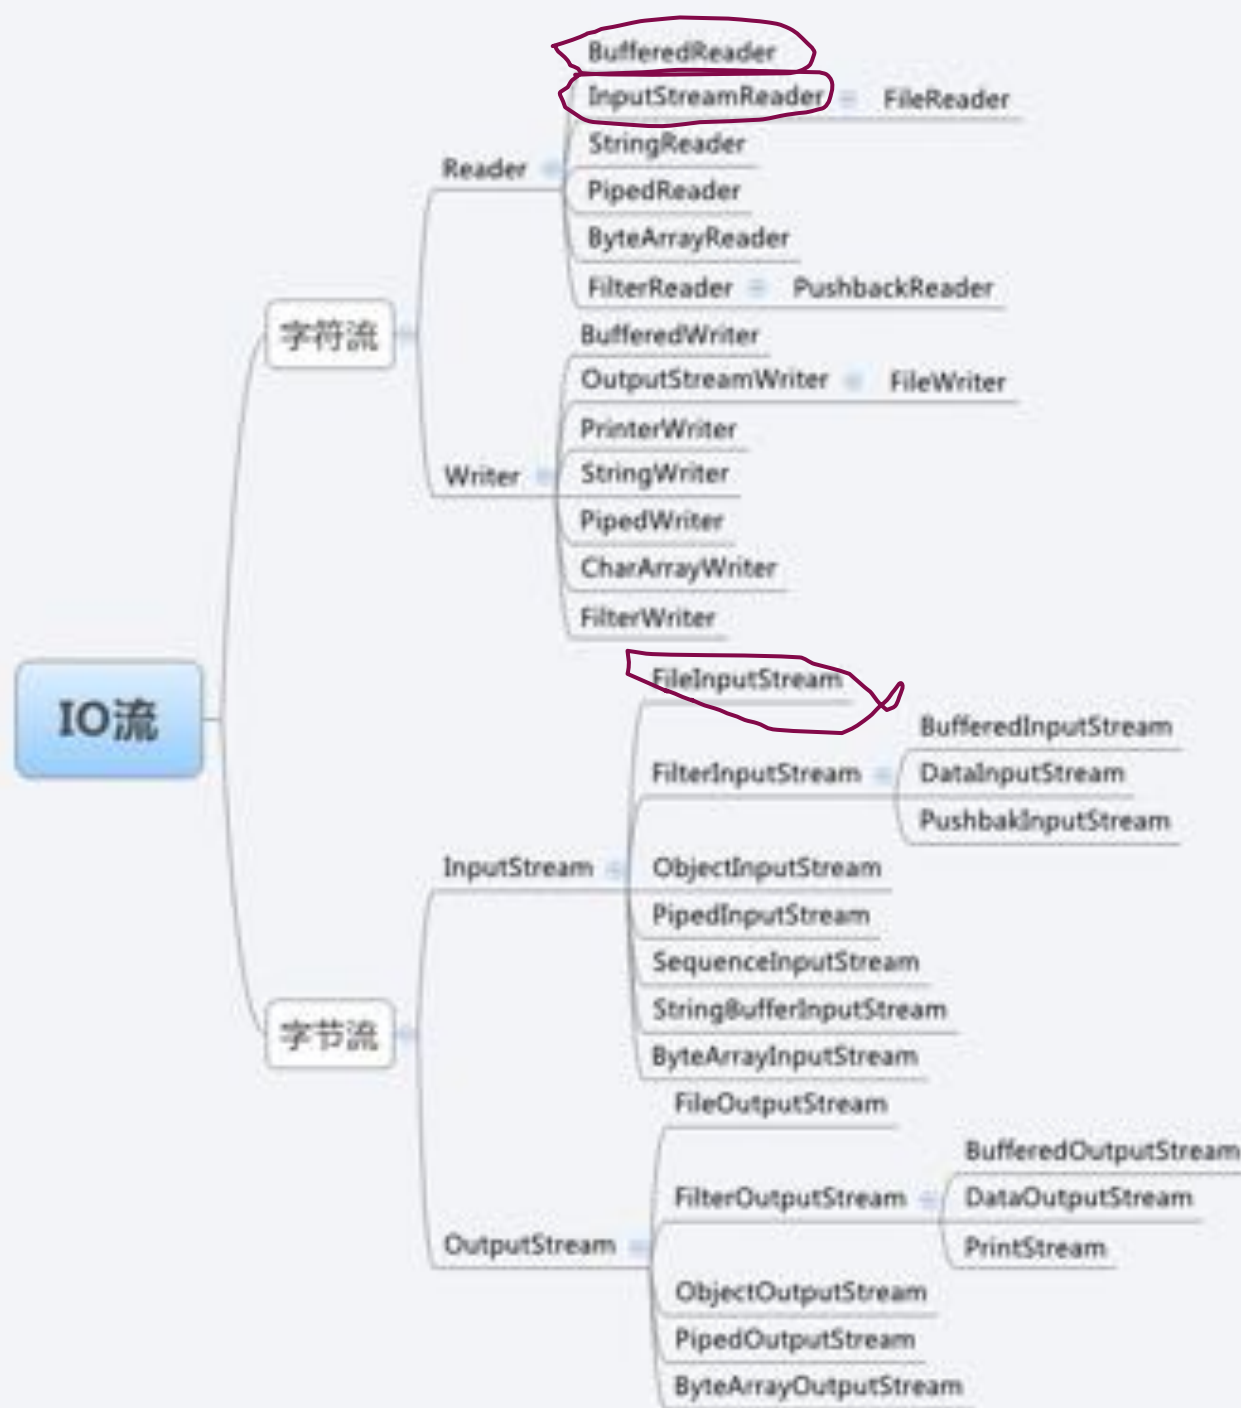 BufferedReader
InputStreamReader FileReader
StringReader
Reader
PipedReader
ByteArrayReader
FilterReader PushbackReader
字符流
BufferedWriter
OutputStreamWriter FileWriter
PrinterWriter
Writer
StringWriter
PipedWriter
CharArrayWriter
FilterWriter
IO流
FileInputStream
FilterInputStream
BufferedInputStream
DataInputStream
PushbakInputStream
InputStream
ObjectInputStream
PipedInputStream
SequenceInputStream
StringBufferInputStream
ByteArrayInputStream
字节流
FileOutputStream
FilterOutputStream
BufferedOutputStream
DataOutputStream
PrintStream
OutputStream
ObjectOutputStream
PipedOutputStream
ByteArrayOutputStream